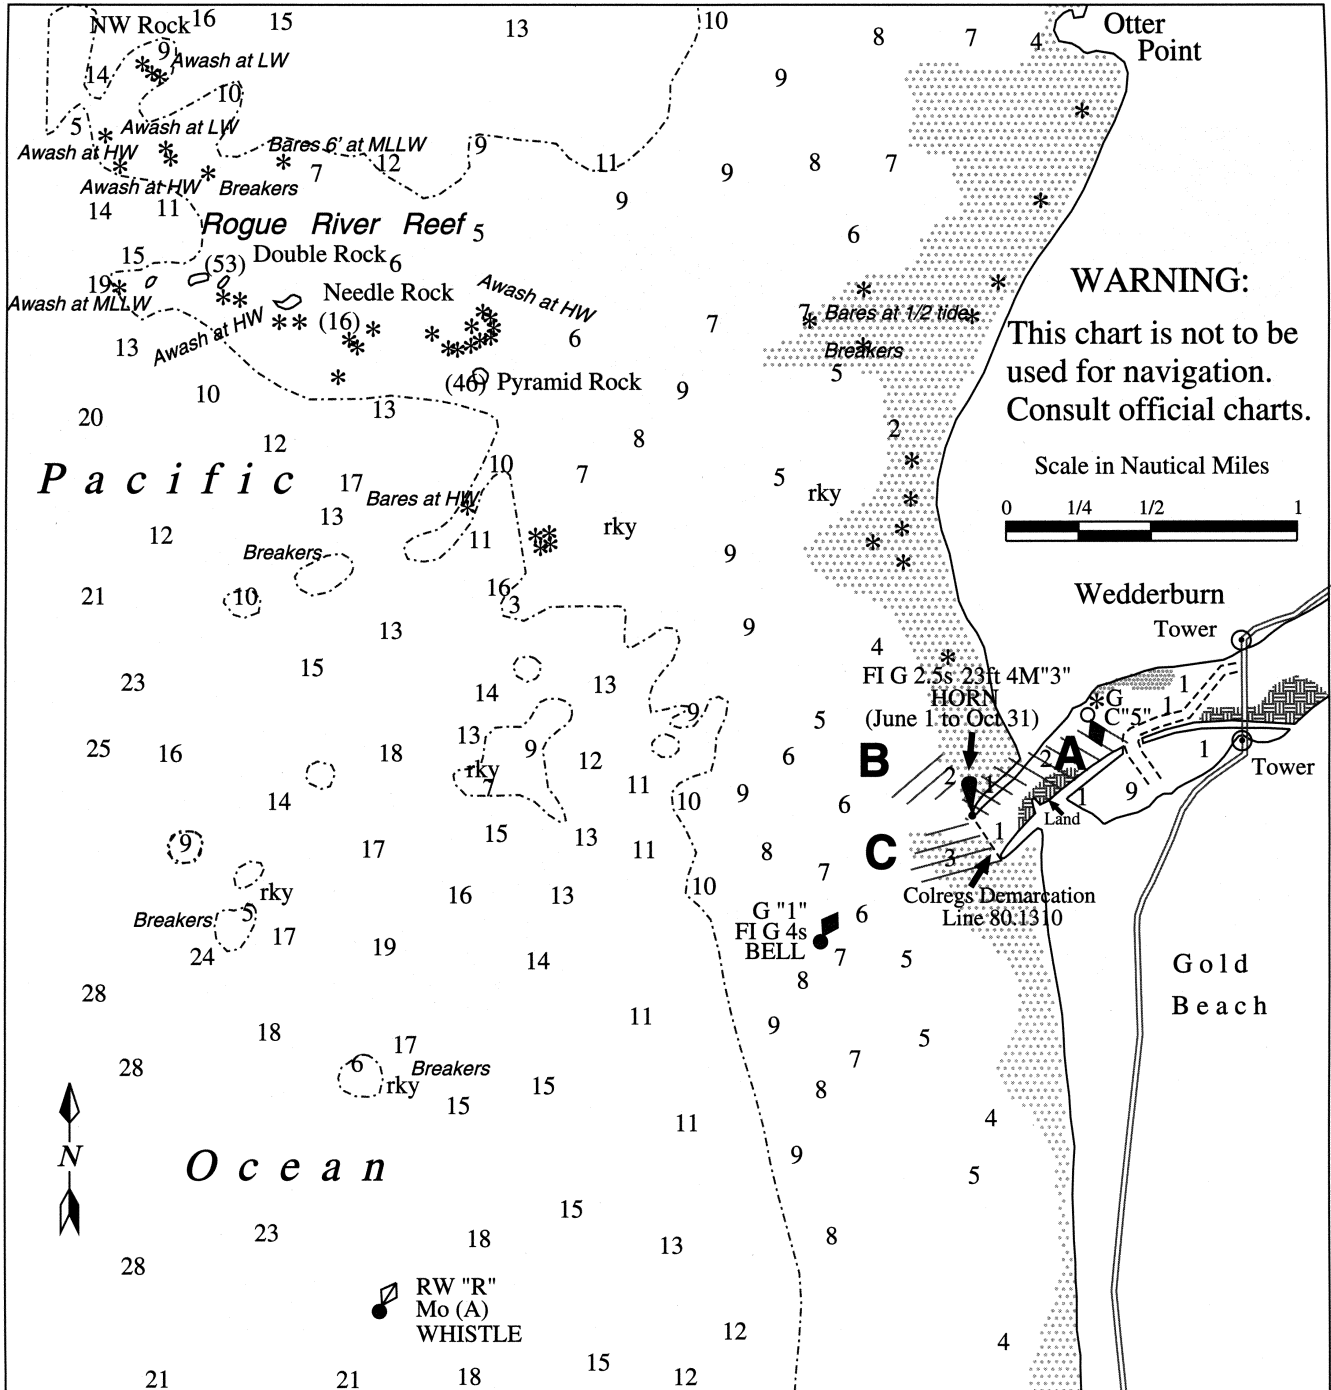 NW Rock
16
15
13
10
8
7
4
Otter
Point
9
Awash at LW
14
9
10
5
Awash at LW
Awash at HW
Bares 6' at MLLW
9
12
11
8
7
7
9
Awash at HW
Breakers
14
11
9
Rogue River Reef
5
6
15
(53)
Double Rock
6
19
Needle Rock
Awash at HW
WARNING:
Awash at MLLW
Awash at HW
(16)
7
7
Bares at 1/2 tide
This chart is not to be
13
6
Breakers
used for navigation.
(46)
Pyramid Rock
5
10
9
Consult official charts.
20
13
2
12
8
Scale in Nautical Miles
Pacific
10
7
5
17
rky
Bares at HW
0
1/4
1/2
1
13
rky
12
11
Breakers
9
21
10
16
3
Wedderburn
13
9
Tower
4
15
FI G 2.5s 23ft 4M"3"
23
14
13
HORN
1
G
1
(June 1 to Oct 31)
C"5"
9
5
13
25
16
18
9
12
6
B
A
2
1
Tower
rky
7
11
2
1
14
10
9
6
1
9
Land
15
13
1
9
17
11
8
C
3
7
rky
16
13
10
Colregs Demarcation
Line 80.1310
Breakers
5
G "1"
6
FI G 4s
BELL
17
19
24
14
7
5
Gold
8
28
Beach
18
11
9
5
17
6
Breakers
7
28
rky
15
8
15
11
4
N
9
Ocean
5
15
23
18
13
8
28
RW "R"
Mo (A)
WHISTLE
12
4
15
21
21
18
12